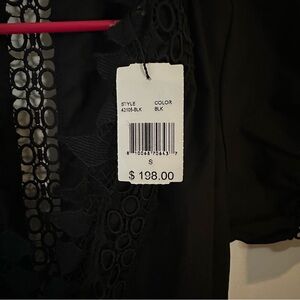 STYLE COLOR
42105-BLK BLK
S
$ 198.00